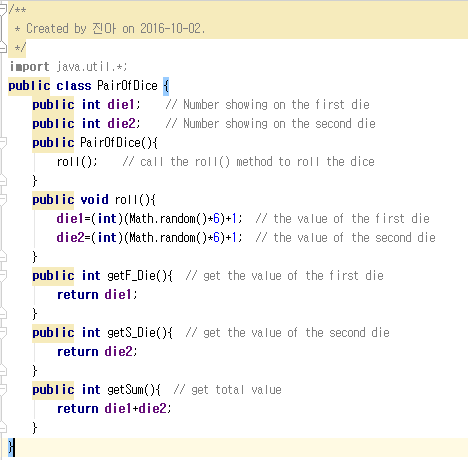 /**
 * Created by 진아 on 2016-10-02.
 */
import java.util.*;
public class PairOfDice {
    public int die1;    // Number showing on the first die
    public int die2;    // Number showing on the second die
    public PairOfDice(){
        roll();    // call the roll() method to roll the dice
    }
    public void roll(){
        die1=(int)(Math.random()*6)+1;  // the value of the first die
        die2=(int)(Math.random()*6)+1;  // the value of the second die
    }
    public int getF_Die(){  // get the value of the first die
        return die1;
    }
    public int getS_Die(){  // get the value of the second die
        return die2;
    }
    public int getSum(){  // get total value
        return die1+die2;
    }
}